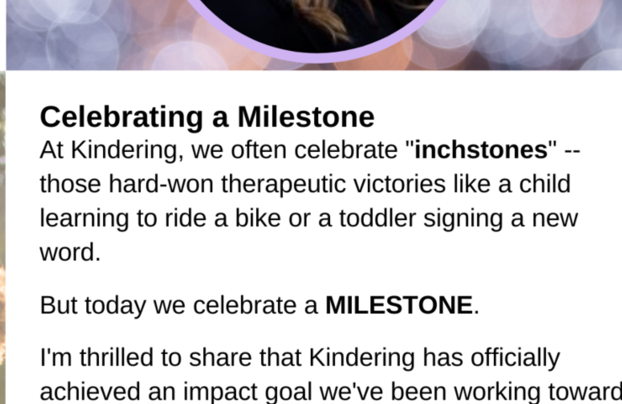 Celebrating a Milestone
At Kindering, we often celebrate "inchstones" --
those hard-won therapeutic victories like a child
learning to ride a bike or a toddler signing a new
word.
But today we celebrate a MILESTONE.
I'm thrilled to share that Kindering has officially
achieved an impact goal we've been working toward